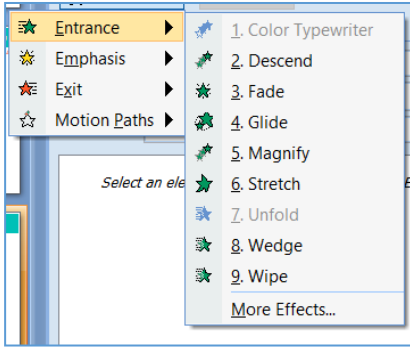 Entrance
Emphasis
Exit
Motion Paths
1. Color Typewriter
2. Descend
3. Fade
4. Glide
5. Magnify
6. Stretch
7. Unfold
8. Wedge
9. Wipe
More Effects...
Select an ele